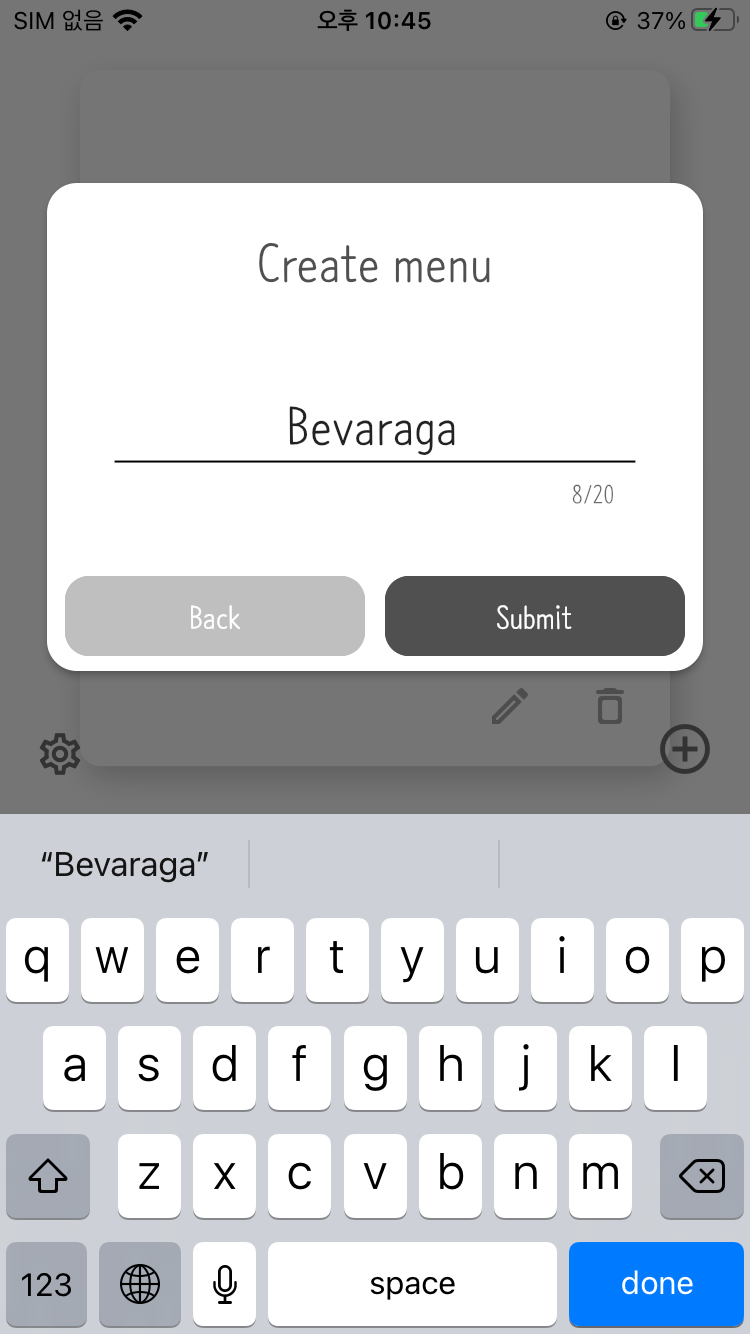 SIM 없음 오후 10:45 37%
Create menu
Bevaraga
8/20
Back Submit
“Bevaraga”
q w e r t y u i o p
a s d f g h j k l
z x c v b n m
123 space done